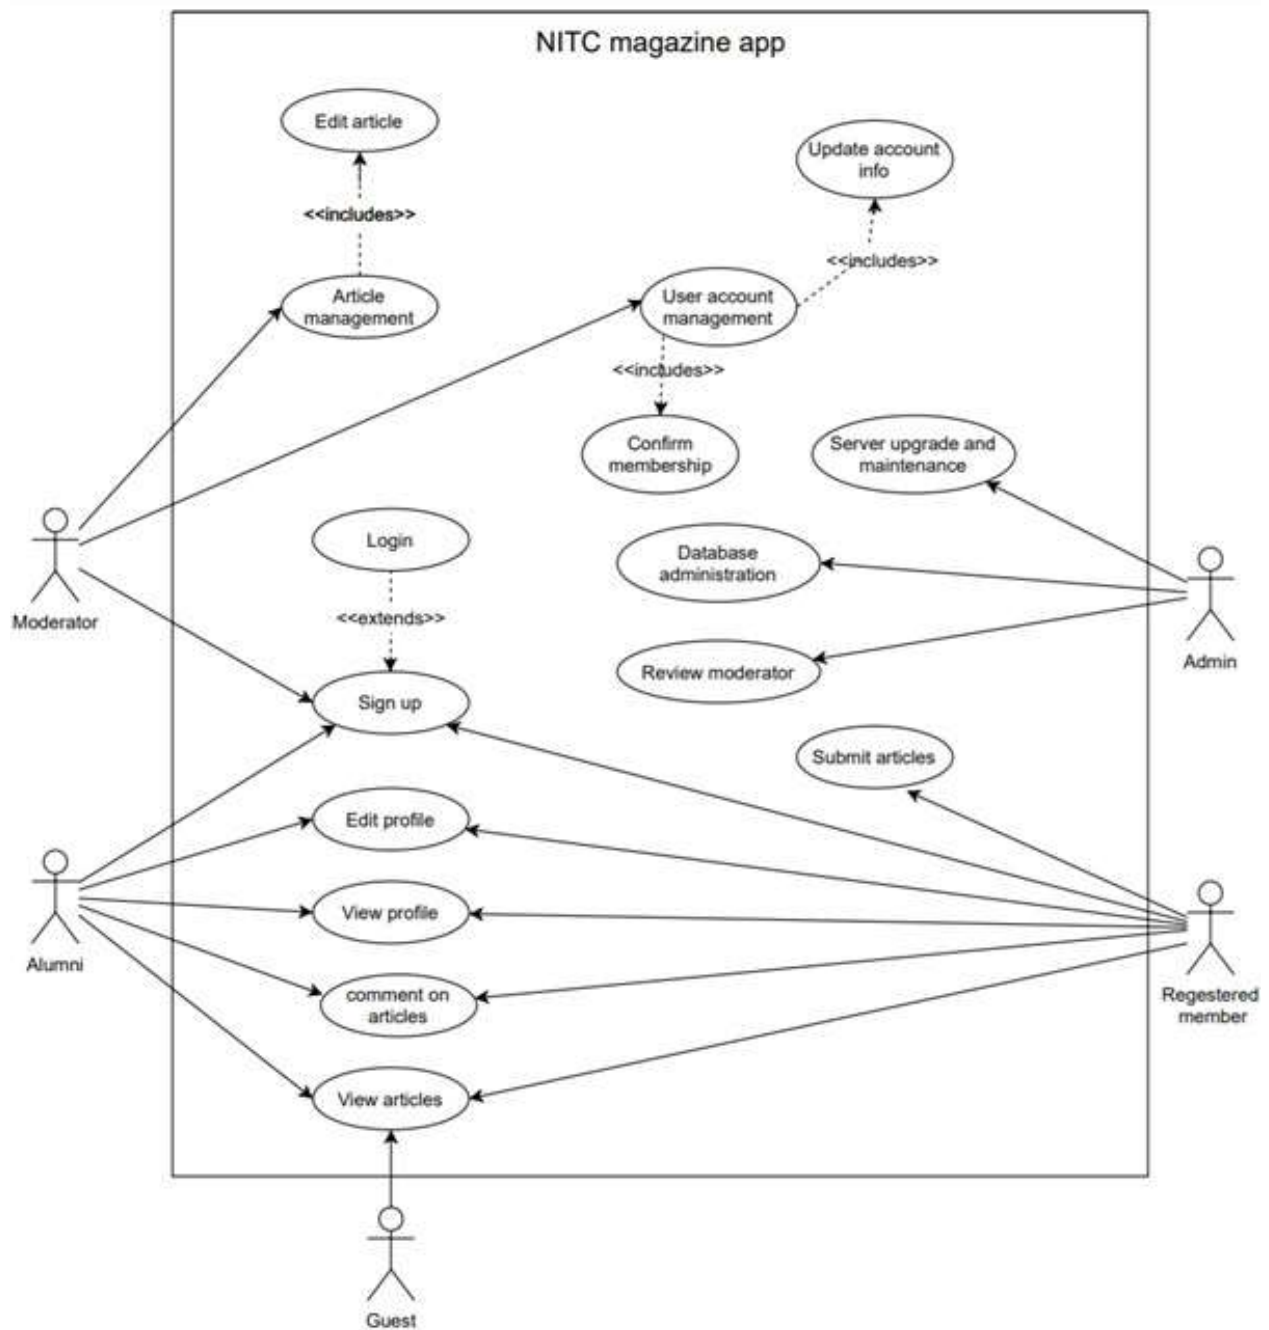 NITC magazine app
Edit article
Update account
info
<<includes>>
<<includes>>
Article
management
User account
management
<<includes>>
Confirm
membership
Server upgrade and
maintenance
Login
Database
administration
<<extends>>
Moderator
Review moderator
Admin
Sign up
Submit articles
Edit profile
View profile
Alumni
comment on
articles
Regestered
member
View articles
Guest